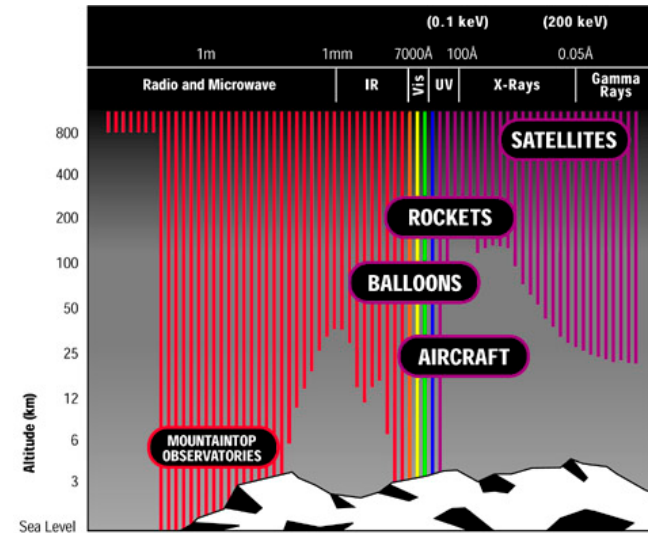 (0.1 keV) (200 keV)
1m 1mm 7000Å 100Å 0.05Å
Radio and Microwave IR Vis UV X-Rays Gamma Rays
800
SATELLITES
400
200
ROCKETS
100
BALLOONS
50
25
AIRCRAFT
12
6
MOUNTAINTOP
OBSERVATORIES
3
Sea Level
Altitude (km)